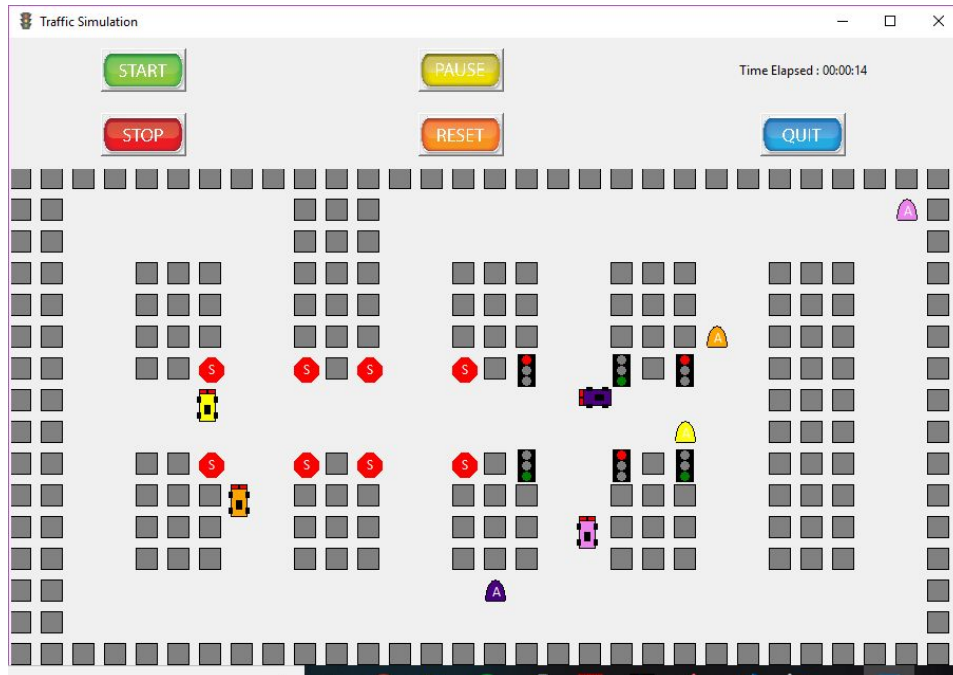 Traffic Simulation
START PAUSE Time Elapsed : 00:00:14
STOP RESET QUIT
A
A
S S S S
A
S S S S
A